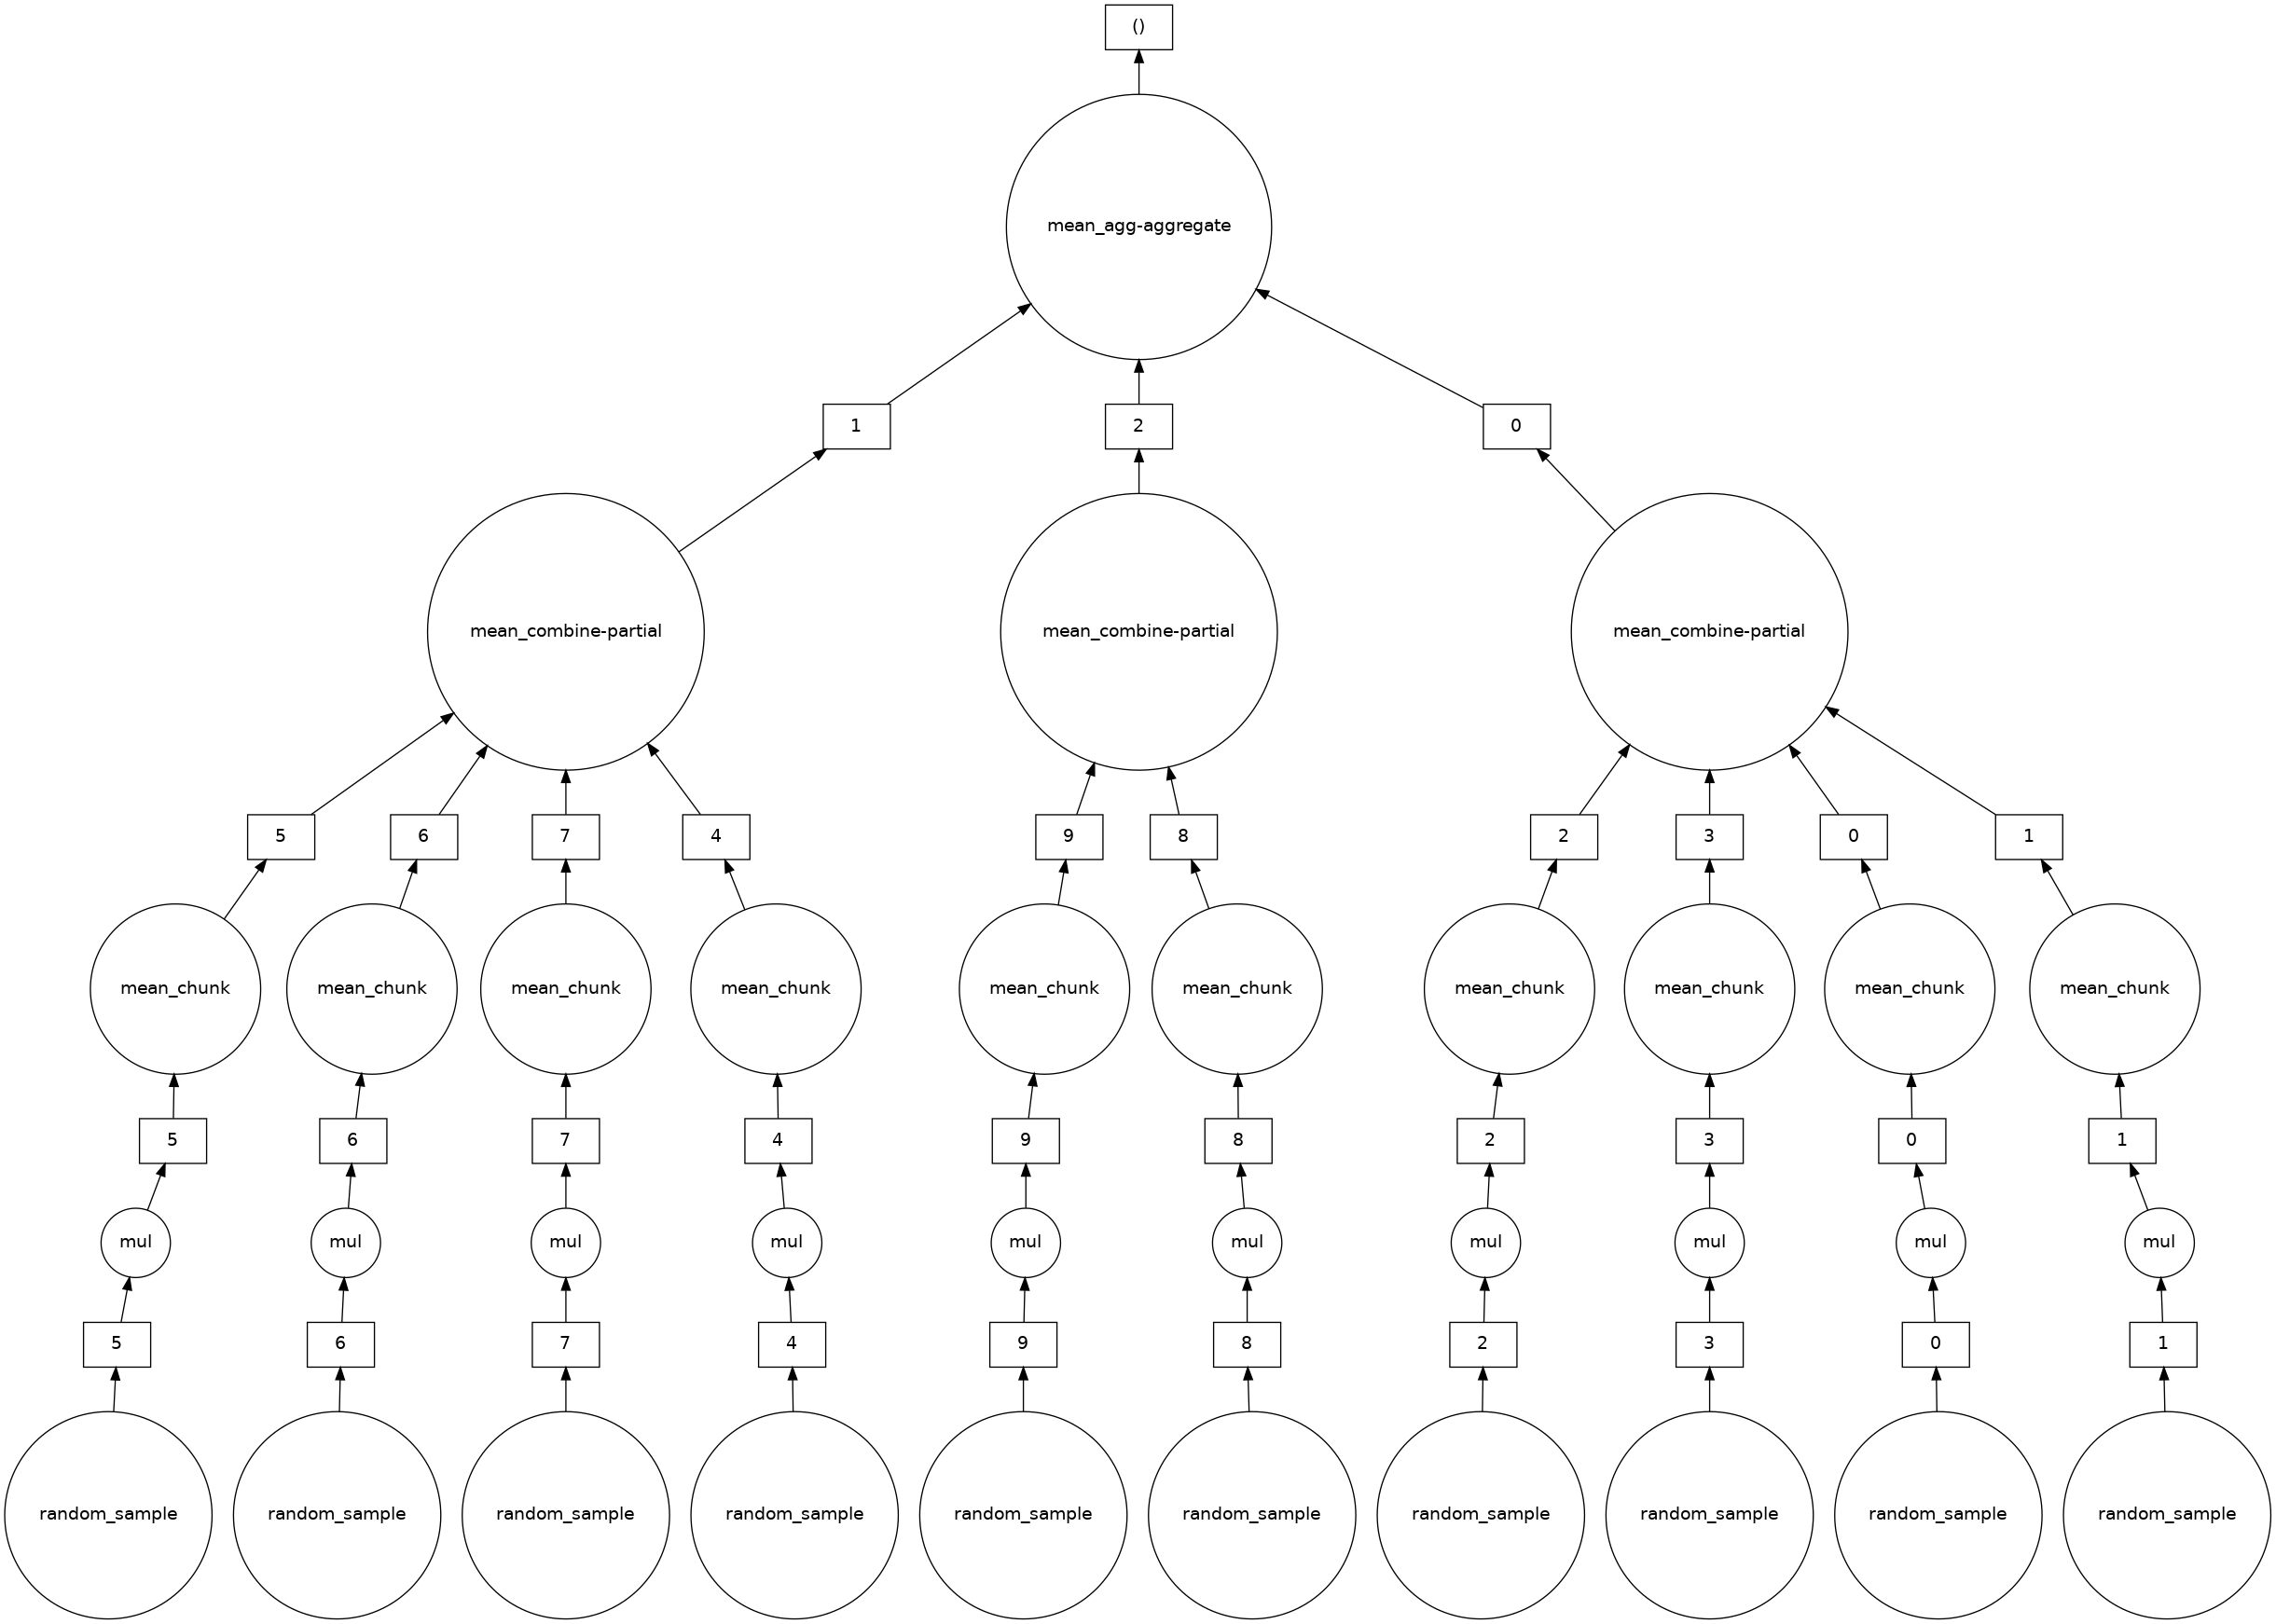 ()
mean_agg-aggregate
1 2 0
mean_combine-partial mean_combine-partial mean_combine-partial
5 6 7 4 9 8 2 3 0 1
mean_chunk mean_chunk mean_chunk mean_chunk mean_chunk mean_chunk mean_chunk mean_chunk mean_chunk mean_chunk
5 6 7 4 9 8 2 3 0 1
mul mul mul mul mul mul mul mul mul mul
5 6 7 4 9 8 2 3 0 1
random_sample random_sample random_sample random_sample random_sample random_sample random_sample random_sample random_sample random_sample